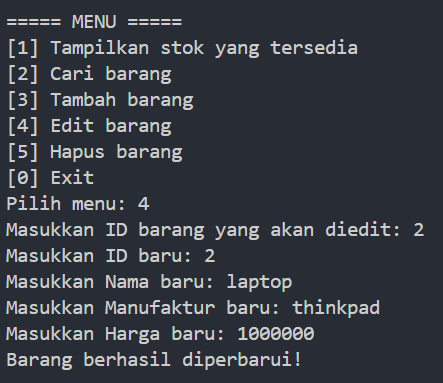 ===== MENU =====
[1] Tampilkan stok yang tersedia
[2] Cari barang
[3] Tambah barang
[4] Edit barang
[5] Hapus barang
[0] Exit
Pilih menu: 4
Masukkan ID barang yang akan diedit: 2
Masukkan ID baru: 2
Masukkan Nama baru: laptop
Masukkan Manufaktur baru: thinkpad
Masukkan Harga baru: 1000000
Barang berhasil diperbarui!